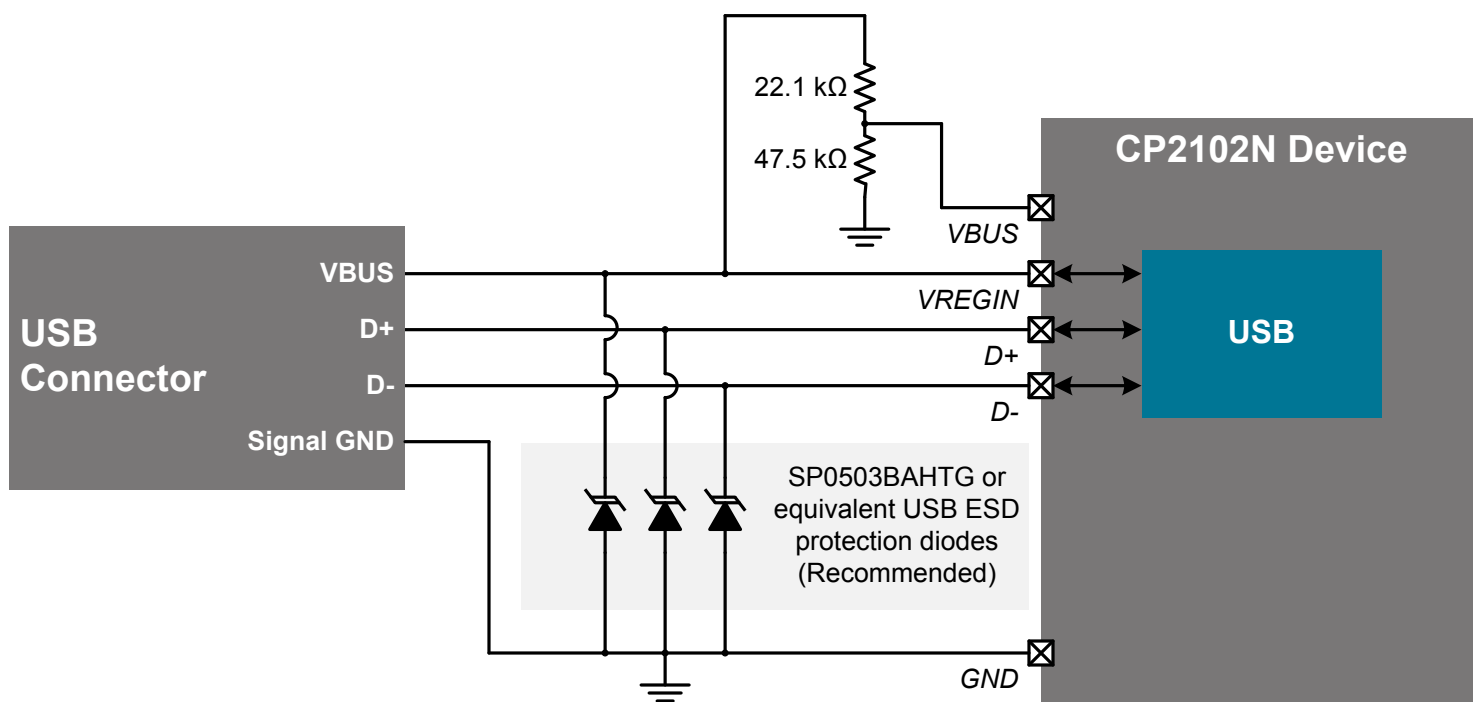 22.1 kΩ
47.5 kΩ
CP2102N Device
VBUS
VBUS
VREGIN
USB
Connector
D+
D+
USB
D-
D-
Signal GND
SP0503BAHTG or
equivalent USB ESD
protection diodes
(Recommended)
GND